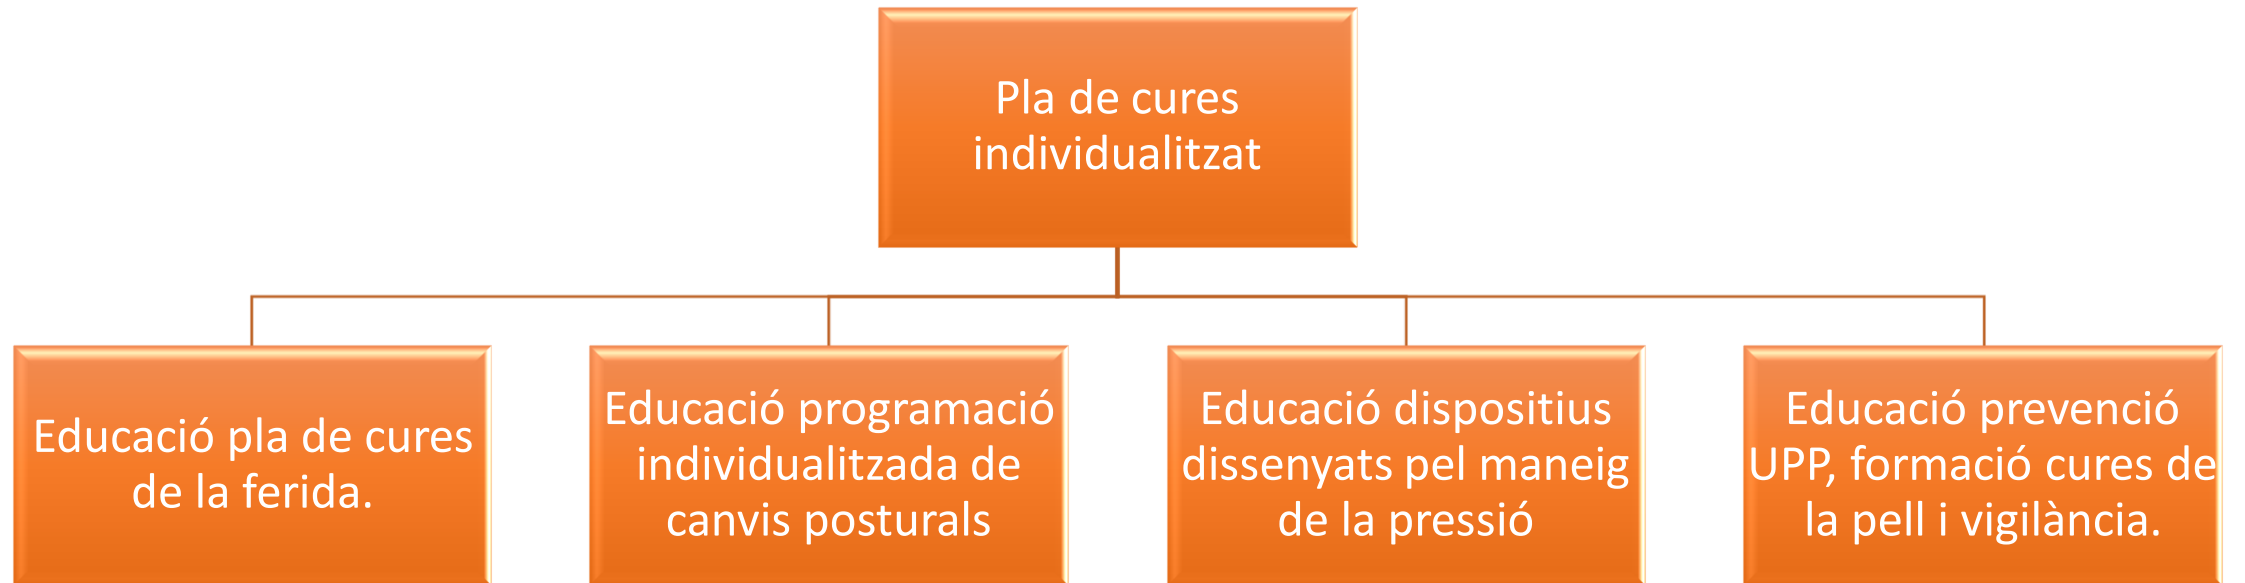 Pla de cures
individualitzat
Educació pla de cures
de la ferida.
Educació programació
individualitzada de
canvis posturals
Educació dispositius
dissenyats pel maneig
de la pressió
Educació prevenció
UPP, formació cures de
la pell i vigilància.